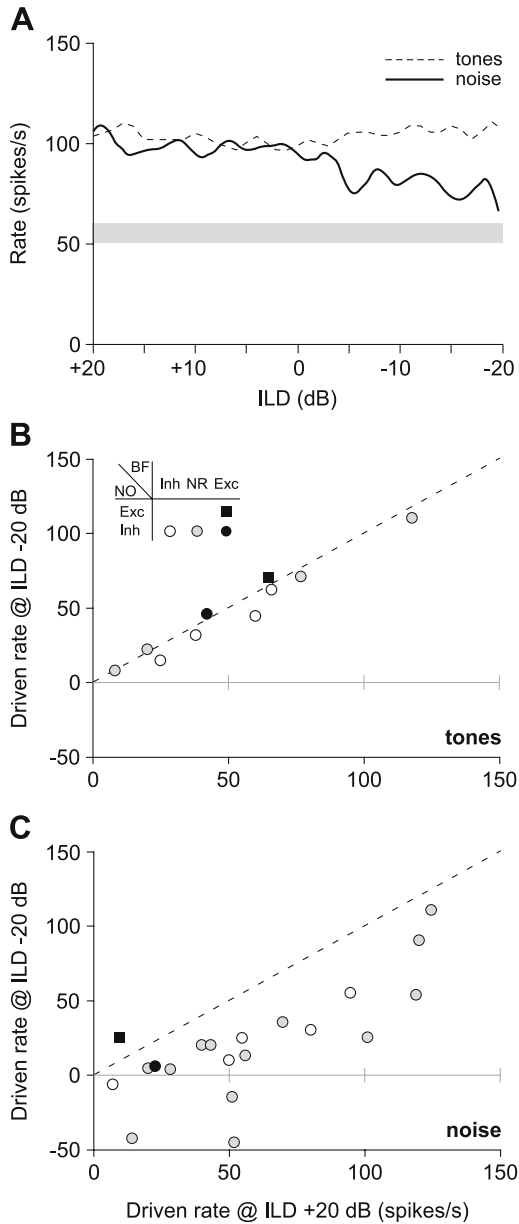 A
150
tones
noise
100
Rate (spikes/s)
50
0
+20
+10
0
-10
-20
ILD (dB)
B
150
BF
NO
Inh NR Exc
Exc
Inh
100
Driven rate @ ILD -20 dB
50
0
-50
tones
0
50
100
150
C
150
100
Driven rate @ ILD -20 dB
50
0
-50
noise
0
50
100
150
Driven rate @ ILD +20 dB (spikes/s)